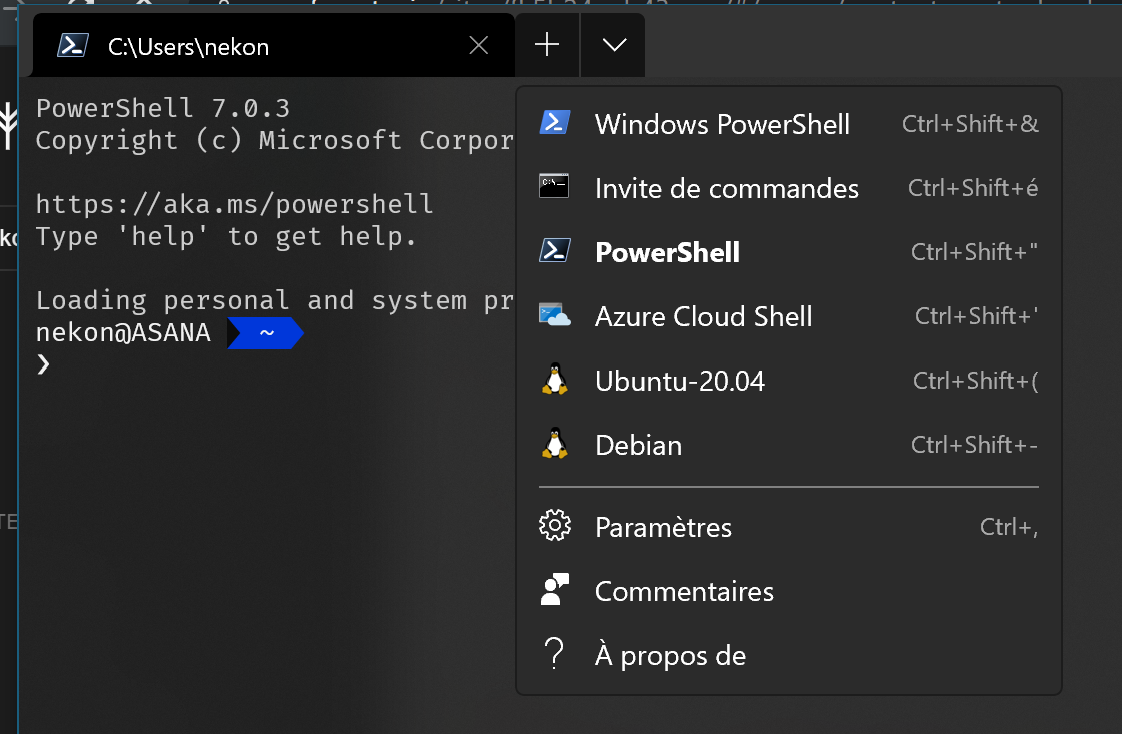 C:\Users\nekon
PowerShell 7.0.3
Copyright (c) Microsoft Corpor
https://aka.ms/powershell
Type 'help' to get help.
Loading personal and system pr
nekon@ASANA ~
❯
Windows PowerShell Ctrl+Shift+&
Invite de commandes Ctrl+Shift+é
PowerShell Ctrl+Shift+"
Azure Cloud Shell Ctrl+Shift+'
Ubuntu-20.04 Ctrl+Shift+(
Debian Ctrl+Shift+-
Paramètres Ctrl+,
Commentaires
À propos de